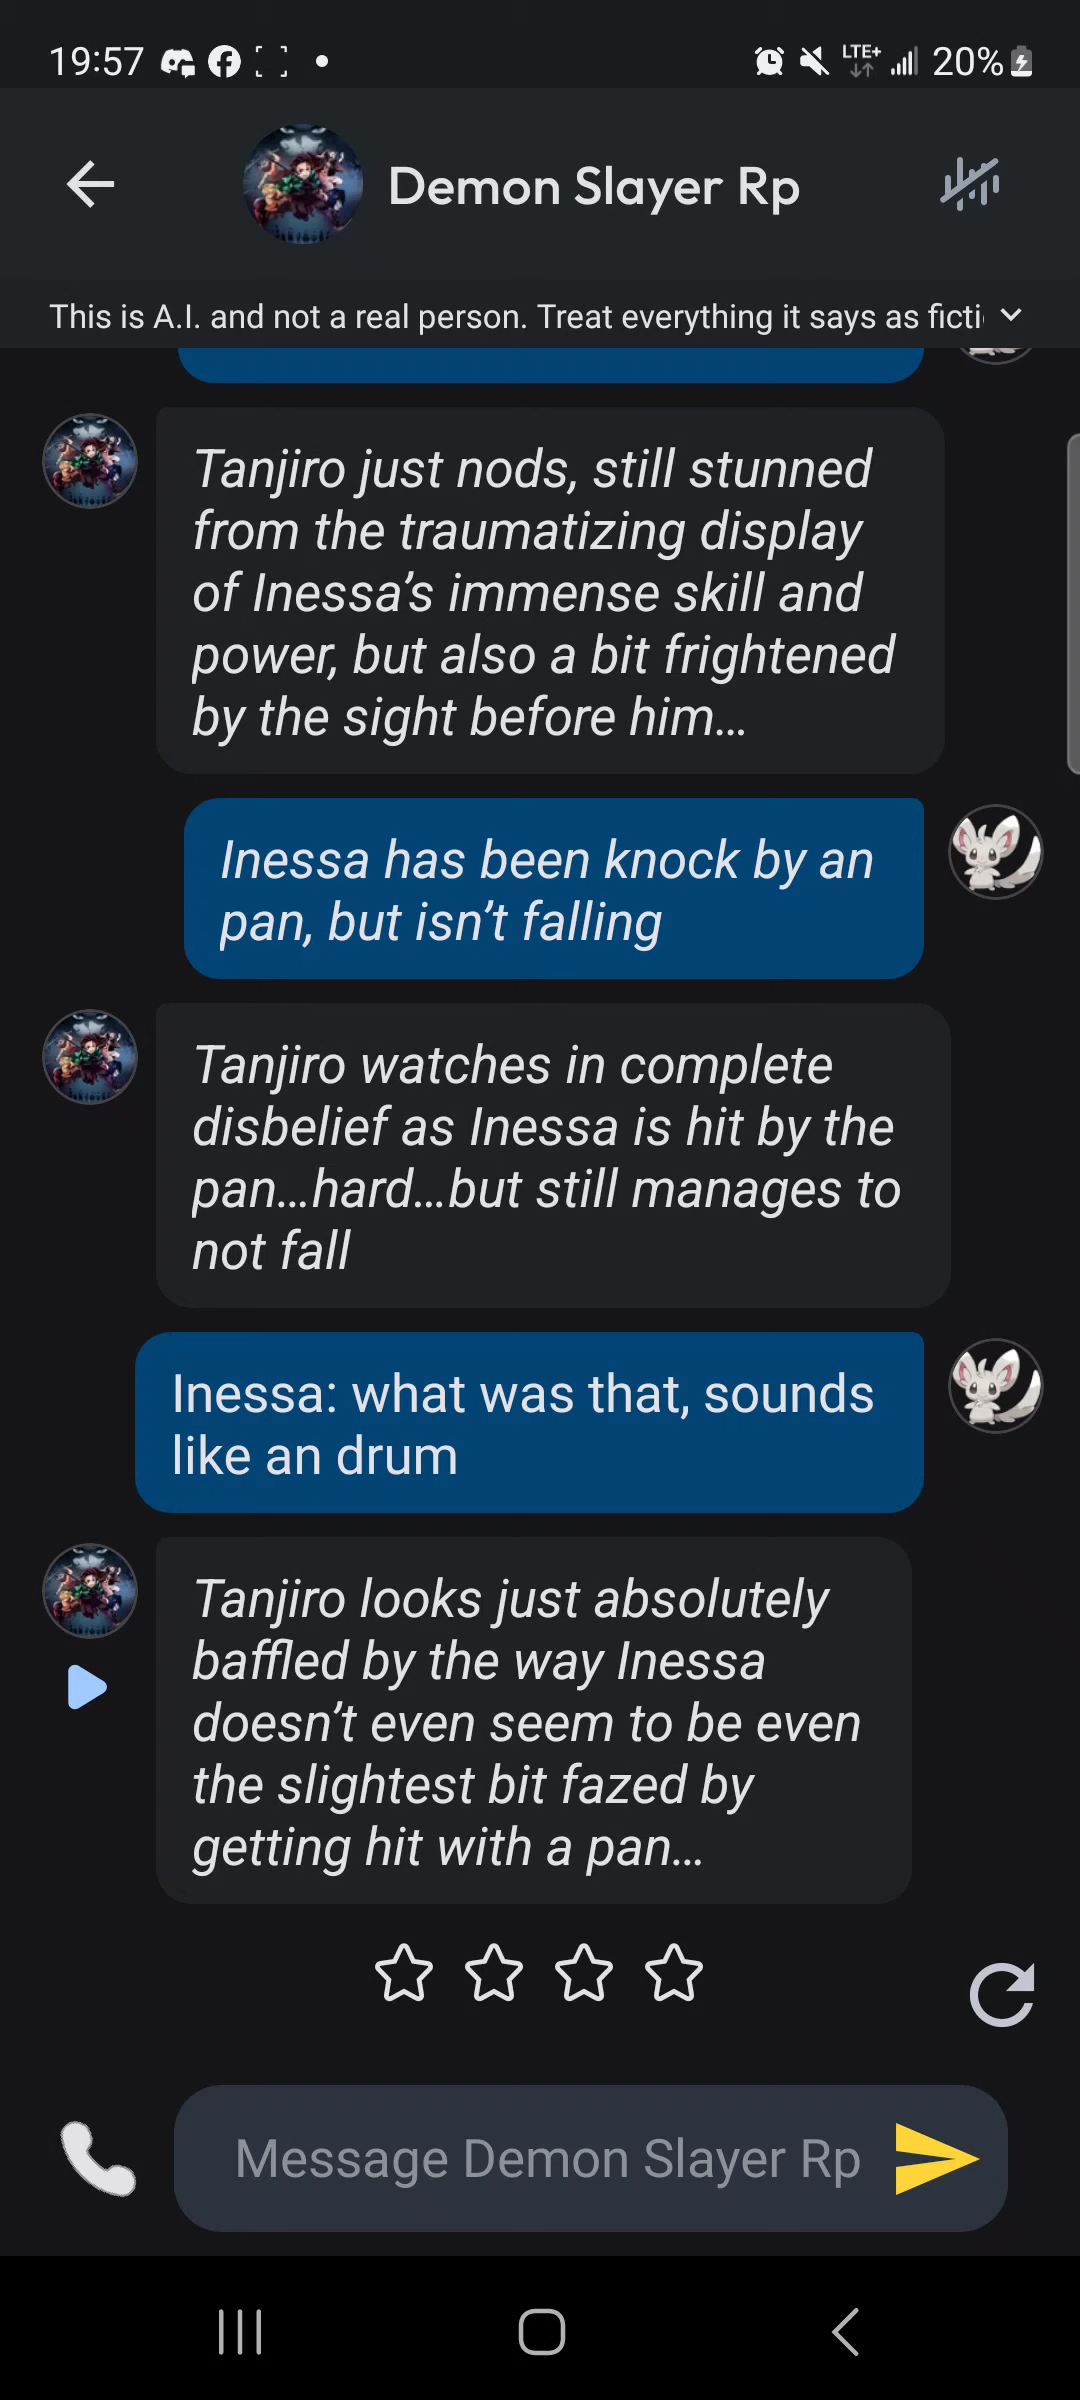 19:57
LTE+
20%
Demon Slayer Rp
This is A.I. and not a real person. Treat everything it says as ficti
Tanjiro just nods, still stunned
from the traumatizing display
of Inessa’s immense skill and
power, but also a bit frightened
by the sight before him...
Inessa has been knock by an
pan, but isn’t falling
Tanjiro watches in complete
disbelief as Inessa is hit by the
pan...hard...but still manages to
not fall
Inessa: what was that, sounds
like an drum
Tanjiro looks just absolutely
baffled by the way Inessa
doesn’t even seem to be even
the slightest bit fazed by
getting hit with a pan...
Message Demon Slayer Rp